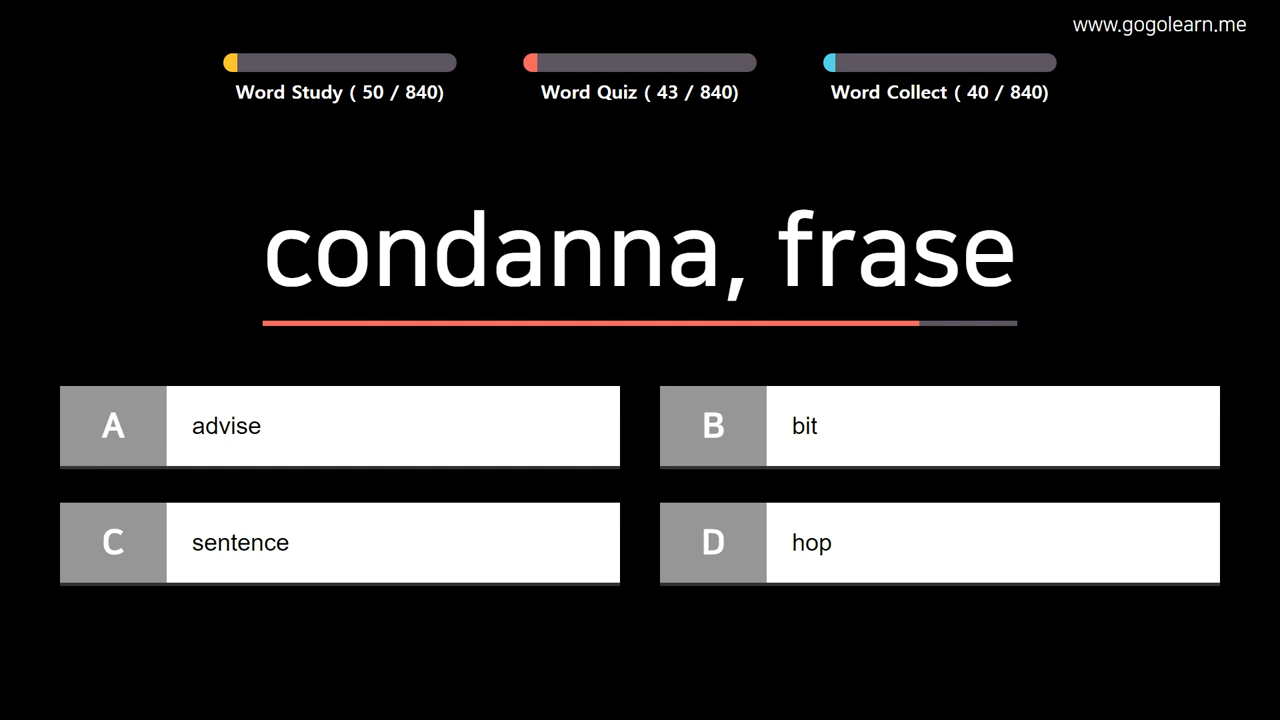 www.gogolearn.me
Word Study ( 50 / 840)
Word Quiz ( 43 / 840)
Word Collect ( 40 / 840)
condanna, frase
A advise
B bit
C sentence
D hop